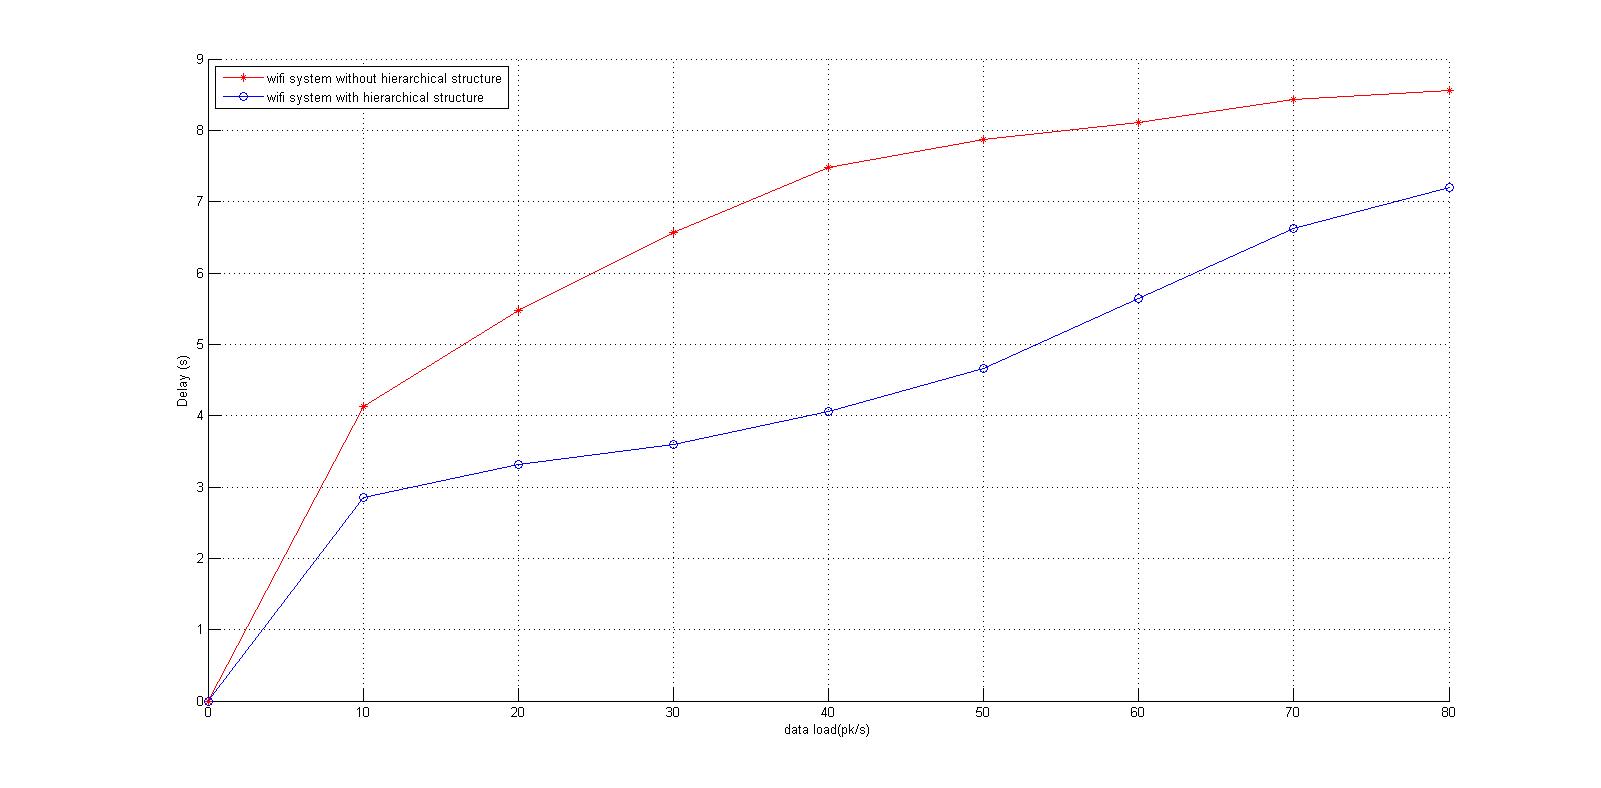 9
wifi system without hierarchical structure
wifi system with hierarchical structure
8
7
6
5
Delay (s)
4
3
2
1
0
0 10 20 30 40 50 60 70 80
data load(pk/s)